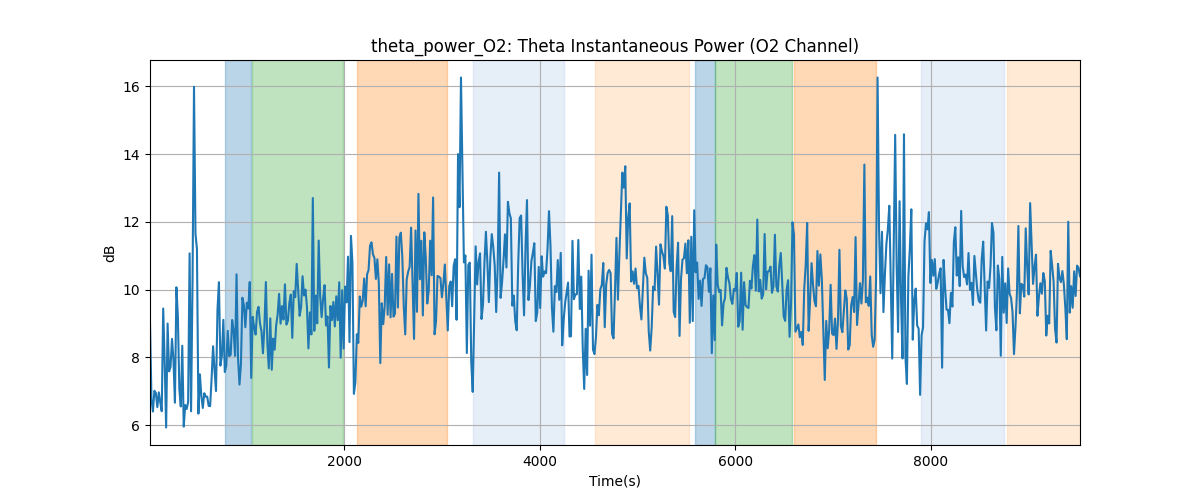 theta_power_O2: Theta Instantaneous Power (O2 Channel)
16
14
12
10
8
6
dB
2000 4000 6000 8000
Time(s)